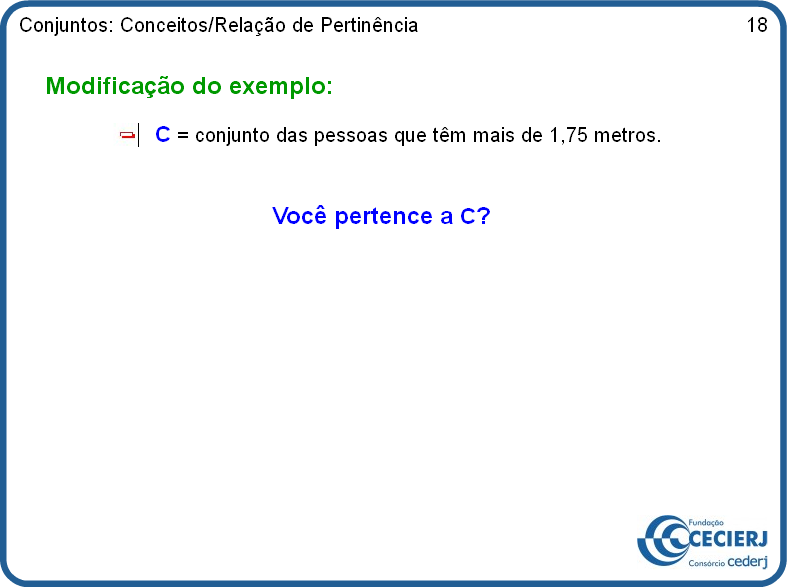 Conjuntos: Conceitos/Relação de Pertinência 18
Modificação do exemplo:
C = conjunto das pessoas que têm mais de 1,75 metros.
Você pertence a C?
Fundação
CECIERJ
Consórcio cederj